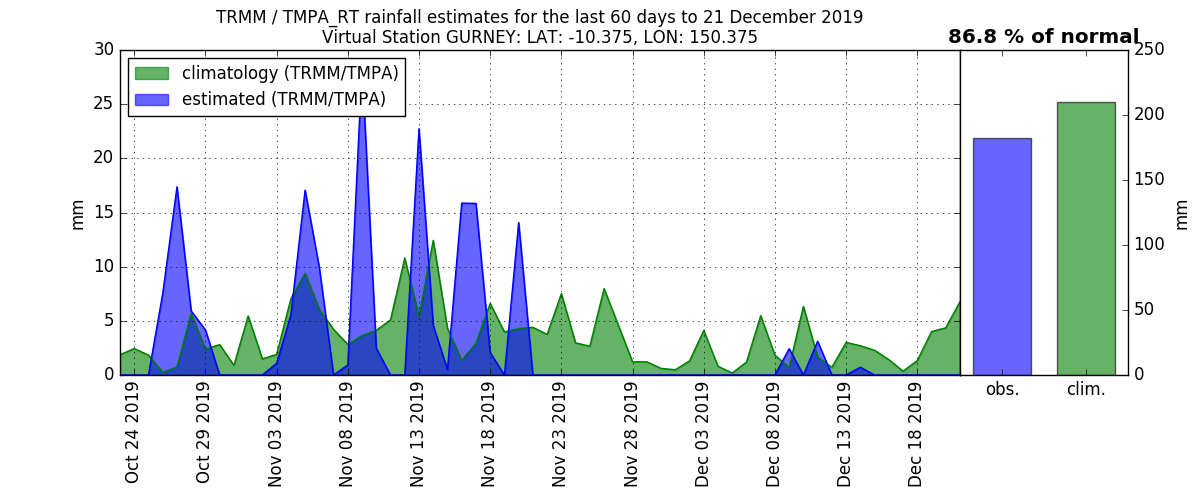 TRMM / TMPA_RT rainfall estimates for the last 60 days to 21 December 2019
Virtual Station GURNEY: LAT: -10.375, LON: 150.375
86.8 % of normal
climatology (TRMM/TMPA)
estimated (TRMM/TMPA)
30
25
20
15
10
5
0
mm
250
200
150
100
50
0
mm
Oct 24 2019
Oct 29 2019
Nov 03 2019
Nov 08 2019
Nov 13 2019
Nov 18 2019
Nov 23 2019
Nov 28 2019
Dec 03 2019
Dec 08 2019
Dec 13 2019
Dec 18 2019
obs.
clim.